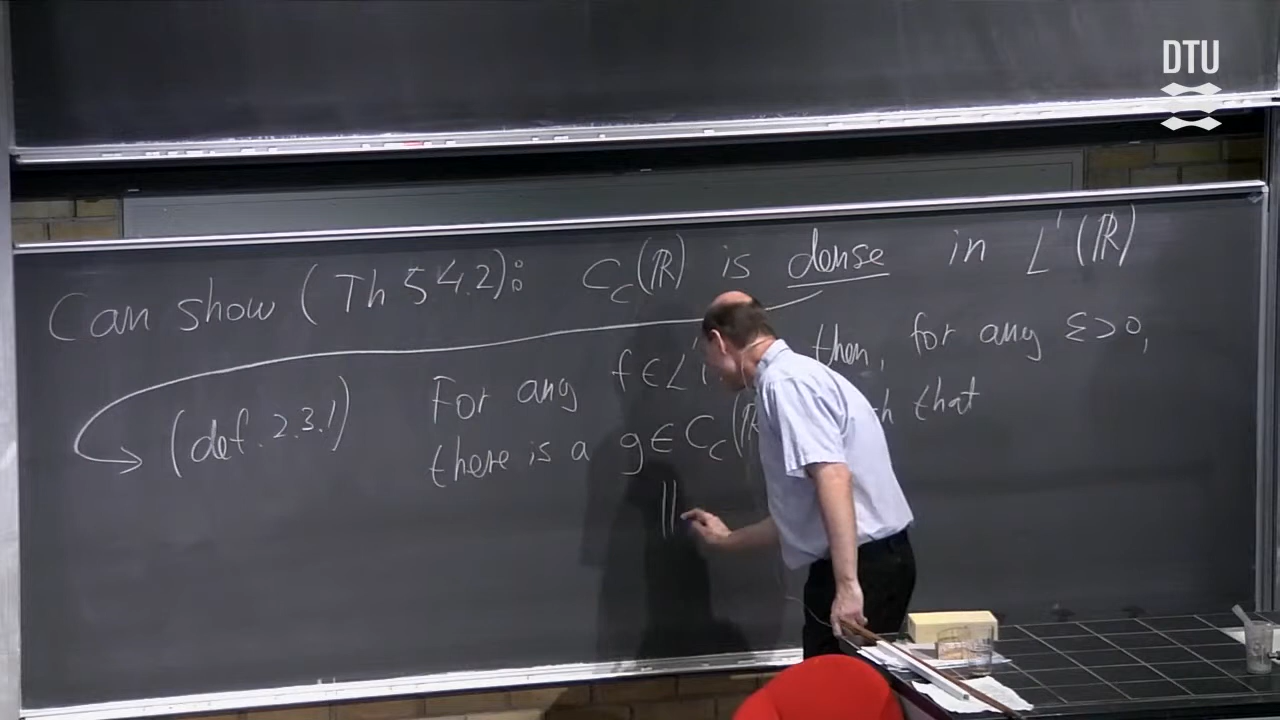 DTU
Can show (Th 5.4.2): C_c(ℝ) is dense in L¹(ℝ)
For any f∈L¹ then, for any ε>0,
(def. 2.3.1) there is a g∈C_c(ℝ that
||